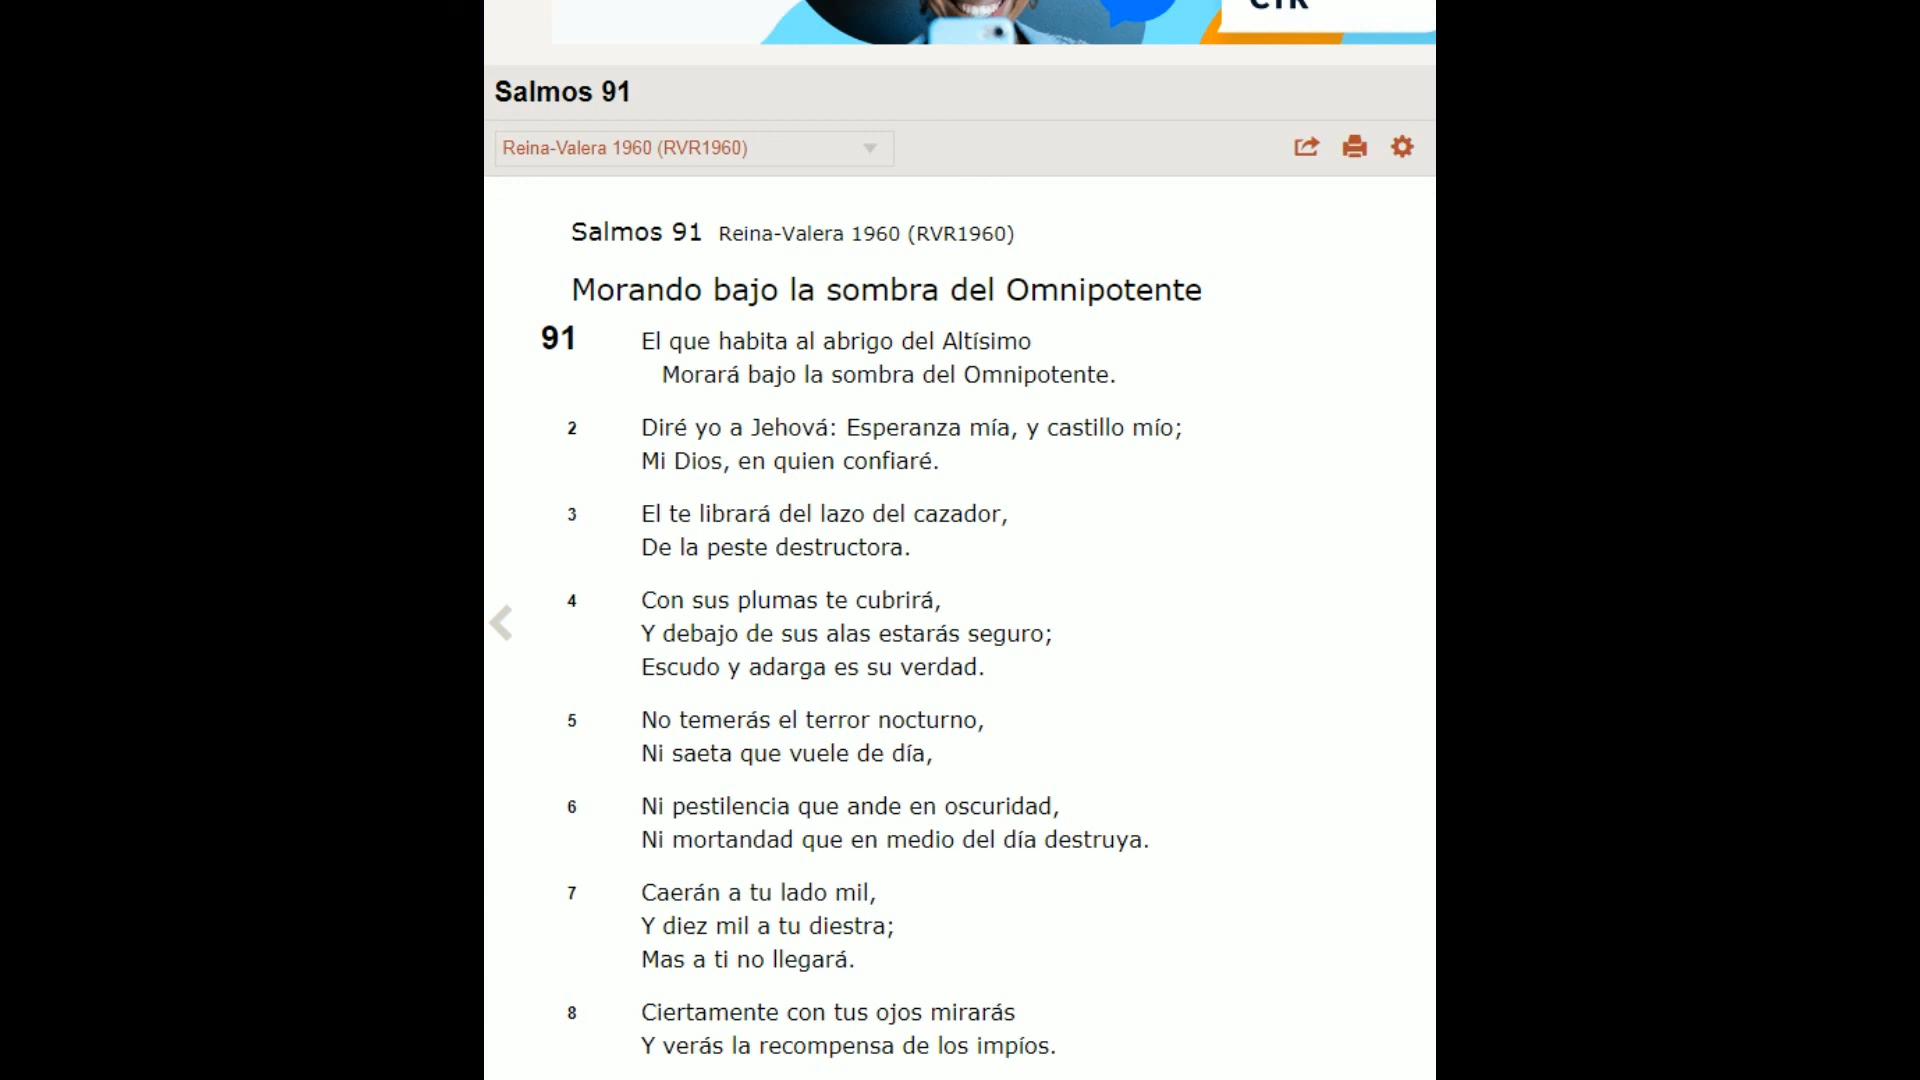 CTR
Salmos 91
Reina-Valera 1960 (RVR1960)
Salmos 91 Reina-Valera 1960 (RVR1960)
Morando bajo la sombra del Omnipotente
91 El que habita al abrigo del Altísimo
Morará bajo la sombra del Omnipotente.
2 Diré yo a Jehová: Esperanza mía, y castillo mío;
Mi Dios, en quien confiaré.
3 El te librará del lazo del cazador,
De la peste destructora.
4 Con sus plumas te cubrirá,
Y debajo de sus alas estarás seguro;
Escudo y adarga es su verdad.
5 No temerás el terror nocturno,
Ni saeta que vuele de día,
6 Ni pestilencia que ande en oscuridad,
Ni mortandad que en medio del día destruya.
7 Caerán a tu lado mil,
Y diez mil a tu diestra;
Mas a ti no llegará.
8 Ciertamente con tus ojos mirarás
Y verás la recompensa de los impíos.